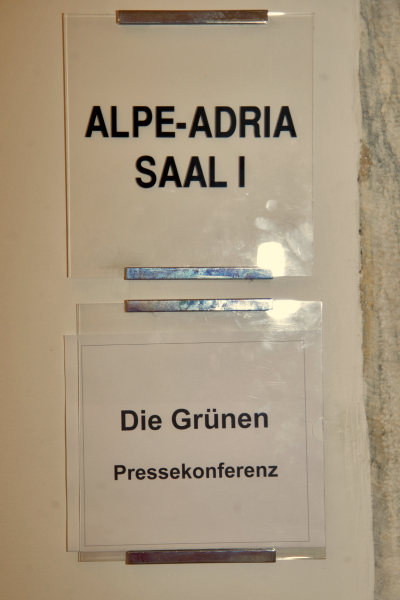 ALPE-ADRIA
SAAL I
Die Grünen
Pressekonferenz